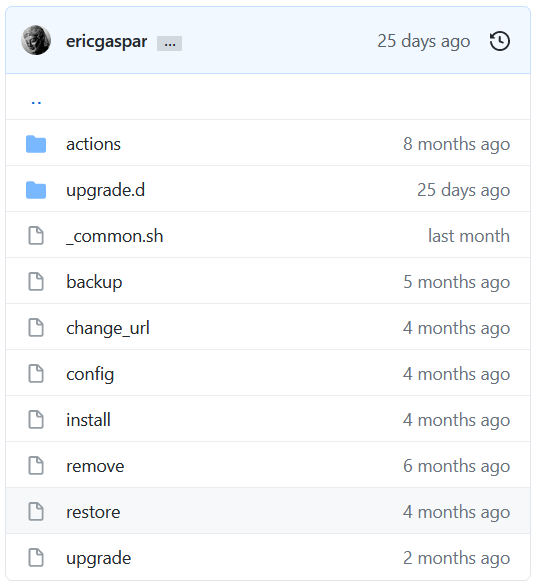 ericgaspar ... 25 days ago
..
actions 8 months ago
upgrade.d 25 days ago
_common.sh last month
backup 5 months ago
change_url 4 months ago
config 4 months ago
install 4 months ago
remove 6 months ago
restore 4 months ago
upgrade 2 months ago